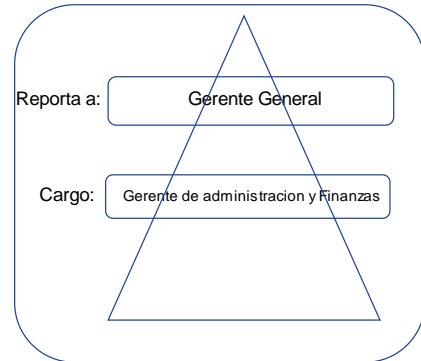 Reporta a: Gerente General
Cargo: Gerente de administracion y Finanzas